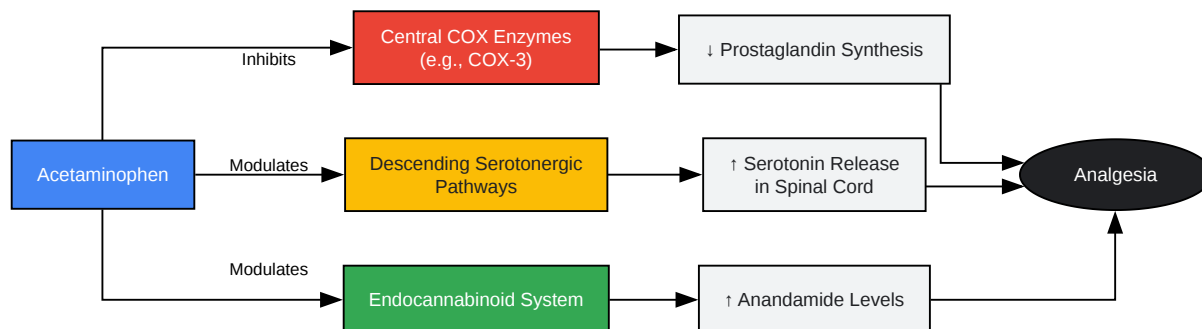 Central COX Enzymes
(e.g., COX-3)
↓ Prostaglandin Synthesis
Inhibits
Acetaminophen
Modulates
Descending Serotonergic
Pathways
↑ Serotonin Release
in Spinal Cord
Analgesia
Modulates
Endocannabinoid System
↑ Anandamide Levels